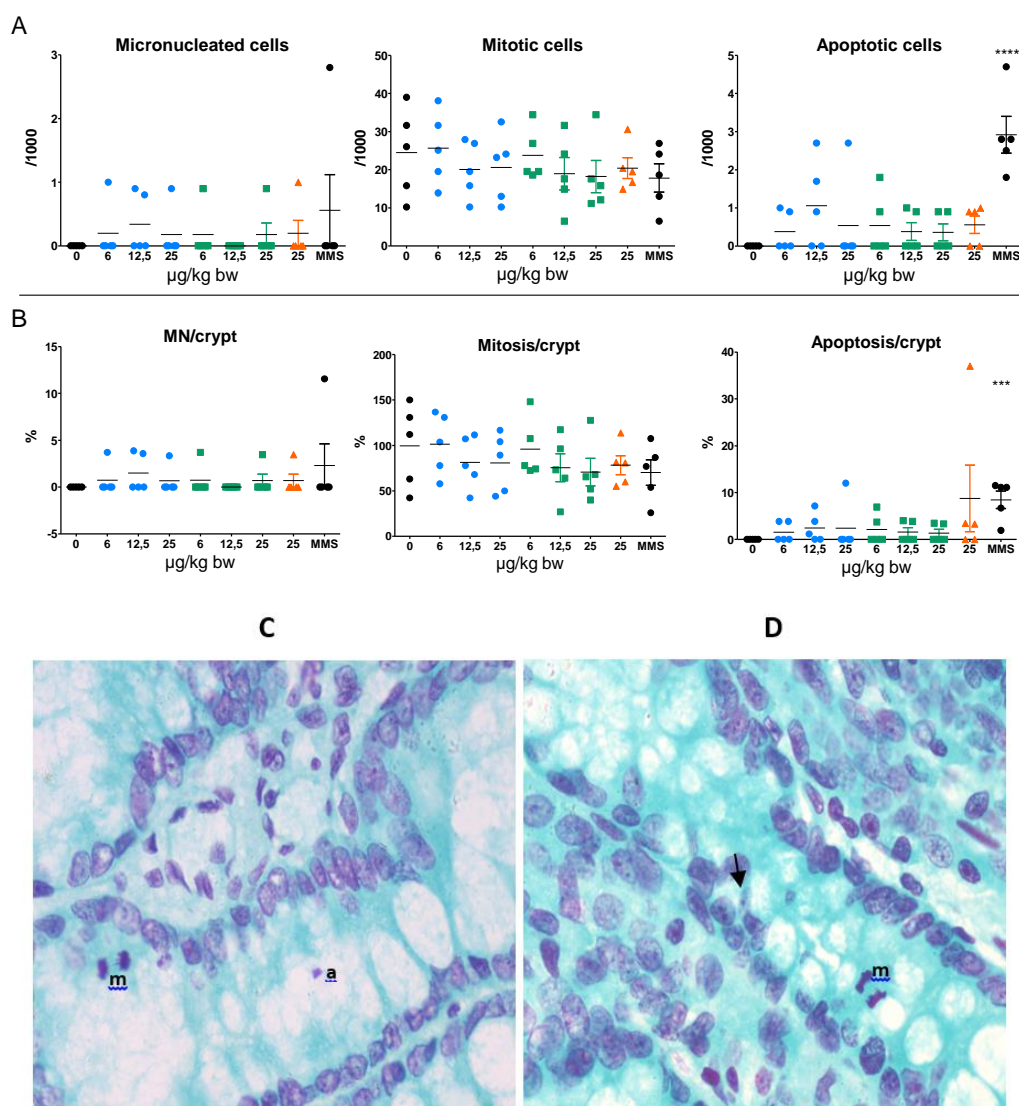 A
Micronucleated cells
Mitotic cells
Apoptotic cells
3
2
1
0
/1000
0 6 12,5 25 6 12,5 25 25 MMS
µg/kg bw
50
40
30
20
10
0
/1000
0 6 12,5 25 6 12,5 25 25 MMS
µg/kg bw
5
4
3
2
1
0
/1000
****
0 6 12,5 25 6 12,5 25 25 MMS
µg/kg bw
B
MN/crypt
Mitosis/crypt
Apoptosis/crypt
15
10
5
0
-5
%
0 6 12,5 25 6 12,5 25 25 MMS
µg/kg bw
200
150
100
50
0
%
0 6 12,5 25 6 12,5 25 25 MMS
µg/kg bw
40
30
20
10
0
%
***
0 6 12,5 25 6 12,5 25 25 MMS
µg/kg bw
C
D
m
a
m